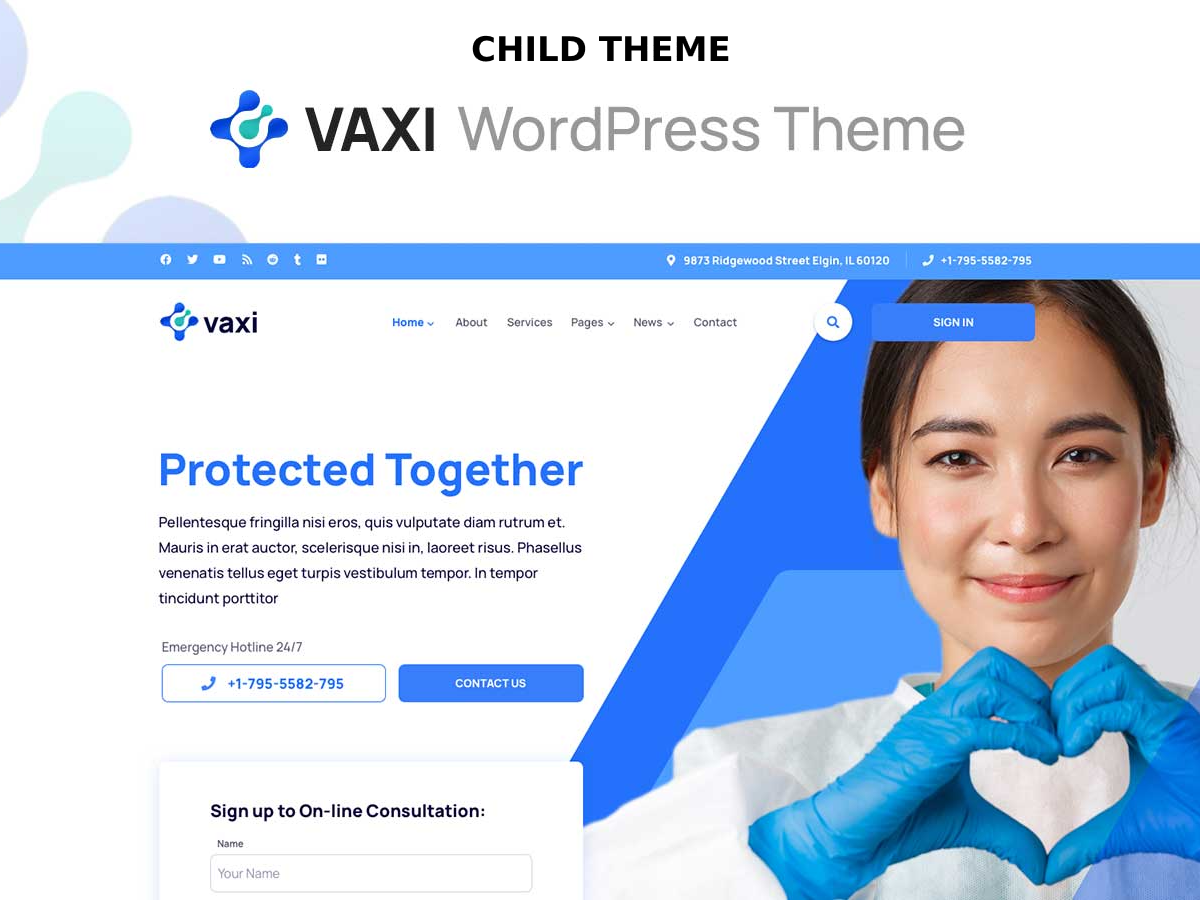 CHILD THEME
VAXI WordPress Theme
9873 Ridgewood Street Elgin, IL 60120 +1-795-5582-795
vaxi Home About Services Pages News Contact SIGN IN
Protected Together
Pellentesque fringilla nisi eros, quis vulputate diam rutrum et.
Mauris in erat auctor, scelerisque nisi in, laoreet risus. Phasellus
venenatis tellus eget turpis vestibulum tempor. In tempor
tincidunt porttitor
Emergency Hotline 24/7
+1-795-5582-795 CONTACT US
Sign up to On-line Consultation:
Name
Your Name